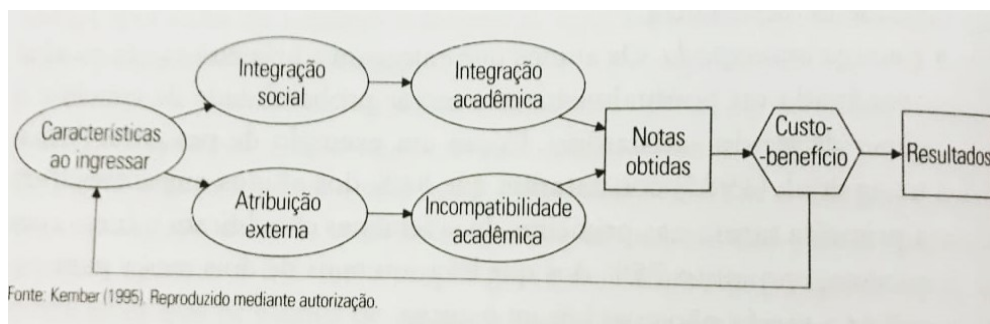 Integração
social
Integração
acadêmica
Características
ao ingressar
Notas
obtidas
Custo-
-benefício
Resultados
Atribuição
externa
Incompatibilidade
acadêmica
Fonte: Kember (1995). Reproduzido mediante autorização.